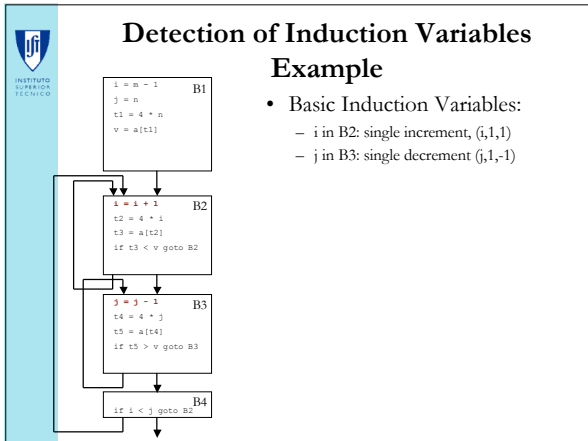 Detection of Induction Variables
Example
INSTITUTO
SUPERIOR
TECNICO
B1
i = m - 1
j = n
t1 = 4 * n
v = a[t1]
B2
i = i + 1
t2 = 4 * i
t3 = a[t2]
if t3 < v goto B2
B3
j = j - 1
t4 = 4 * j
t5 = a[t4]
if t5 > v goto B3
B4
if i < j goto B2
• Basic Induction Variables:
– i in B2: single increment, (i,1,1)
– j in B3: single decrement (j,1,-1)